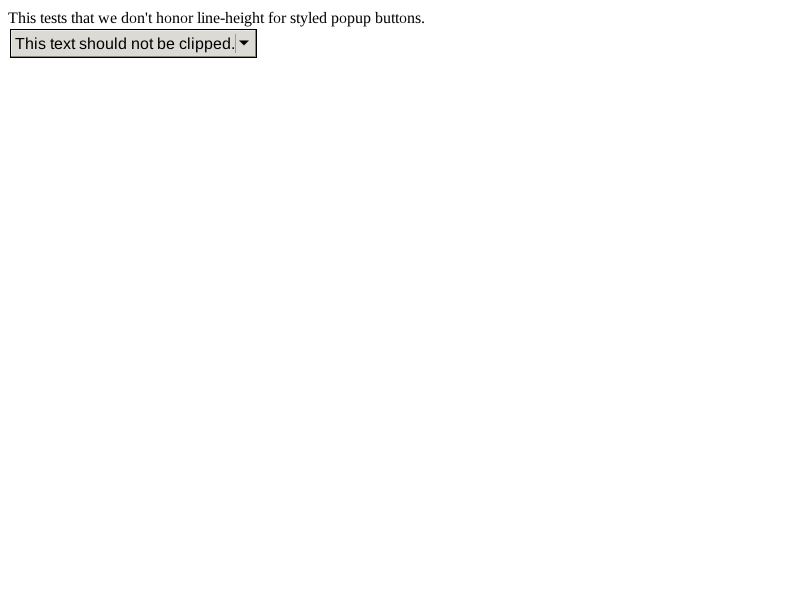 This tests that we don't honor line-height for styled popup buttons.
This text should not be clipped.